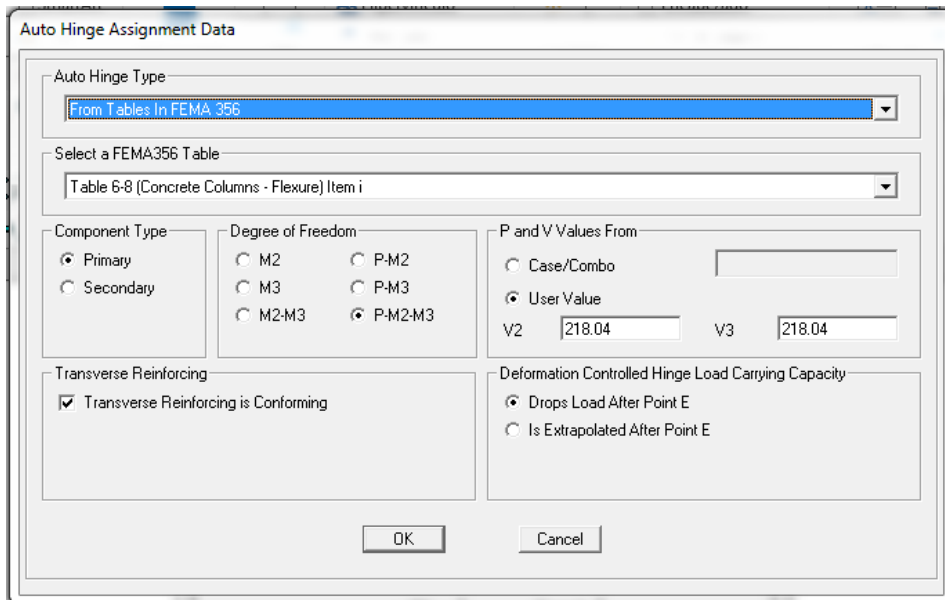 Auto Hinge Assignment Data
Auto Hinge Type
From Tables In FEMA 356
Select a FEMA356 Table
Table 6-8 (Concrete Columns - Flexure) Item i
Component Type
Primary
Secondary
Degree of Freedom
M2 P-M2
M3 P-M3
M2-M3 P-M2-M3
P and V Values From
Case/Combo
User Value
V2 218.04 V3 218.04
Transverse Reinforcing
Transverse Reinforcing is Conforming
Deformation Controlled Hinge Load Carrying Capacity
Drops Load After Point E
Is Extrapolated After Point E
OK Cancel